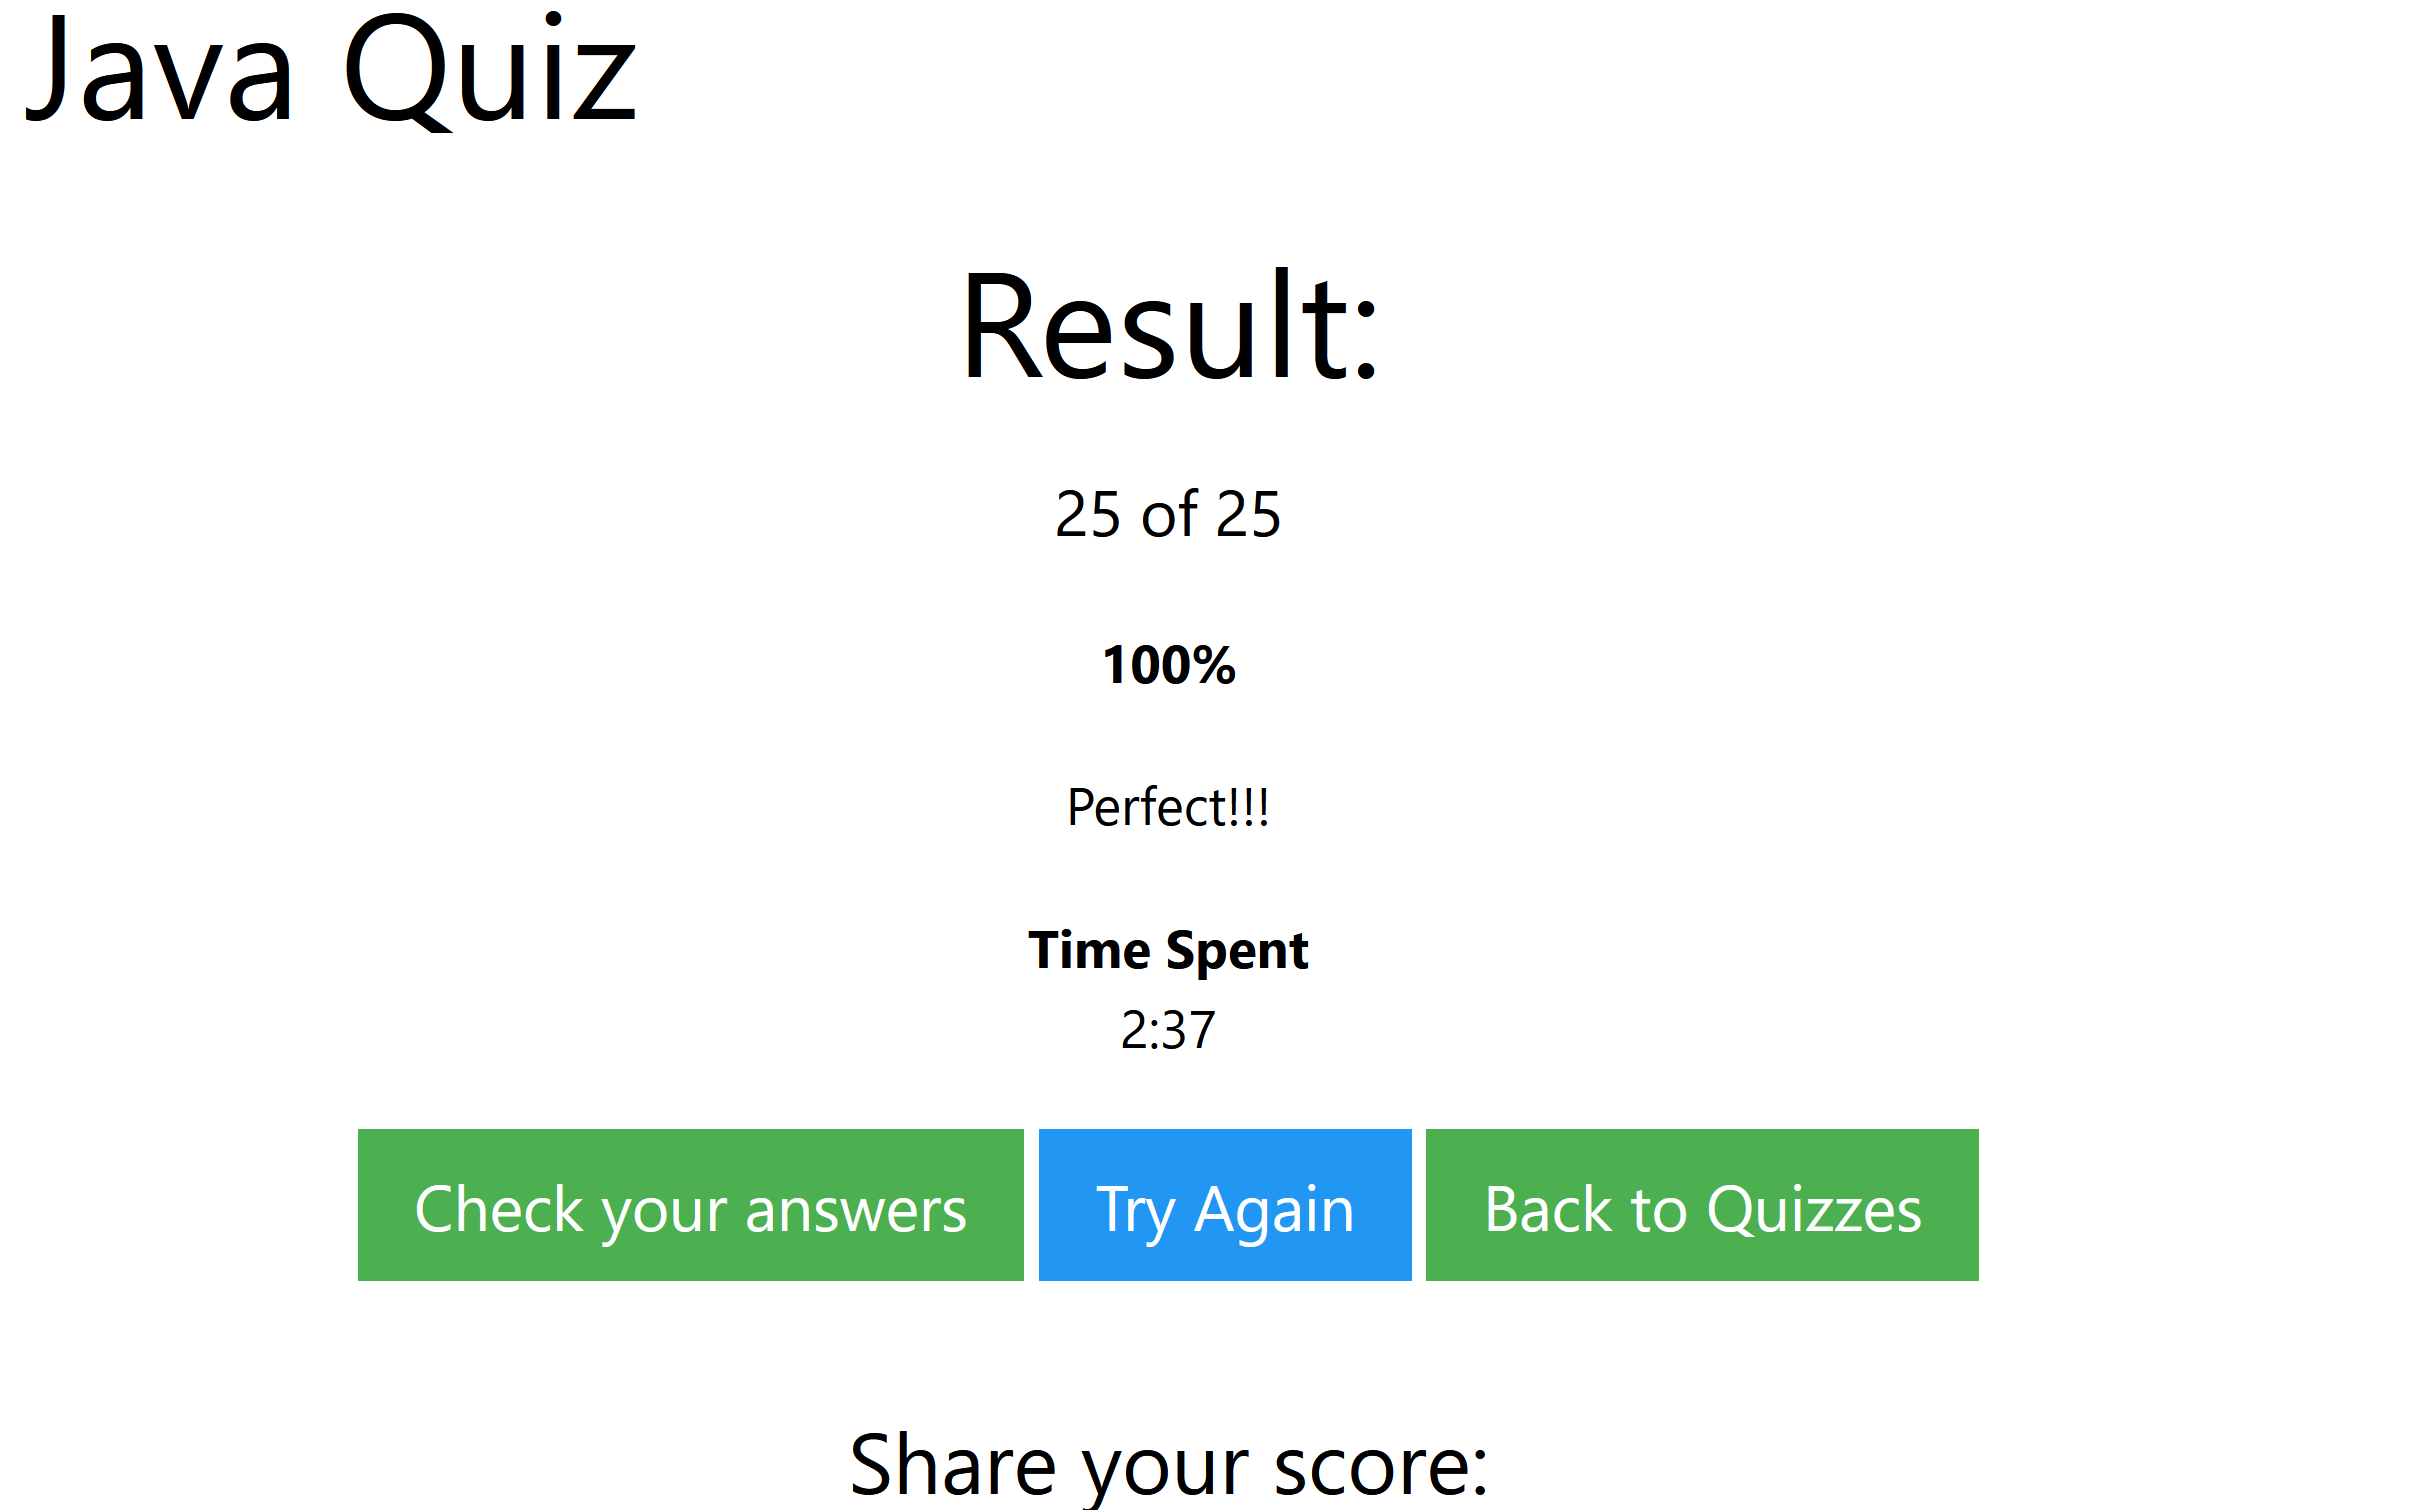 Java Quiz
Result:
25 of 25
100%
Perfect!!!
Time Spent
2:37
Check your answers
Try Again
Back to Quizzes
Share your score: